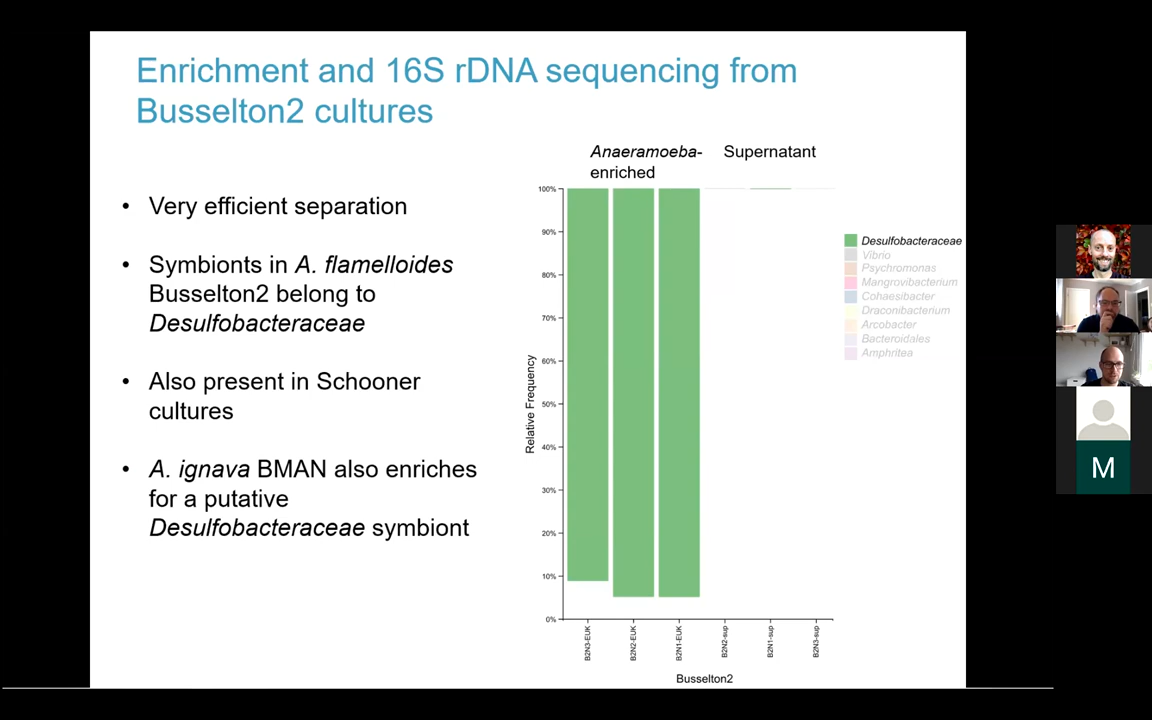 Enrichment and 16S rDNA sequencing from
Busselton2 cultures
• Very efficient separation
• Symbionts in A. flamelloides
Busselton2 belong to
Desulfobacteraceae
• Also present in Schooner
cultures
• A. ignava BMAN also enriches
for a putative
Desulfobacteraceae symbiont
Anaeramoeba-
enriched
Supernatant
100%
90%
80%
70%
60%
50%
40%
30%
20%
10%
0%
Relative Frequency
B2N3-EUK
B2N2-EUK
B2N1-EUK
B2N2-sup
B2N1-sup
B2N3-sup
Busselton2
Desulfobacteraceae
Vibrio
Psychromonas
Mangrovibacterium
Cohaesibacter
Draconibacterium
Arcobacter
Bacteroidales
Amphritea
M